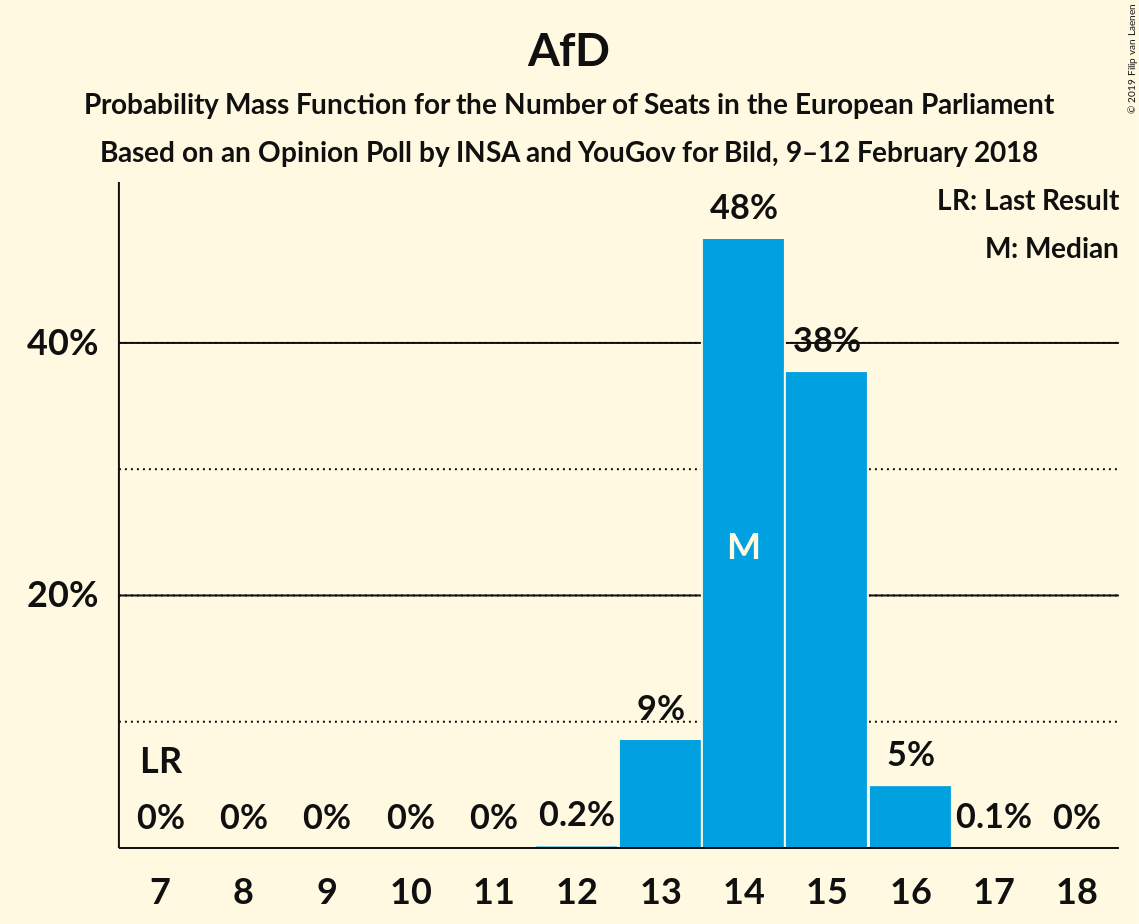 AfD
Probability Mass Function for the Number of Seats in the European Parliament
Based on an Opinion Poll by INSA and YouGov for Bild, 9–12 February 2018
© 2019 Filip van Laenen
LR: Last Result
M: Median
48%
40%
38%
M
20%
9%
LR
5%
0% 0% 0% 0% 0% 0.2% 0.1% 0%
7 8 9 10 11 12 13 14 15 16 17 18